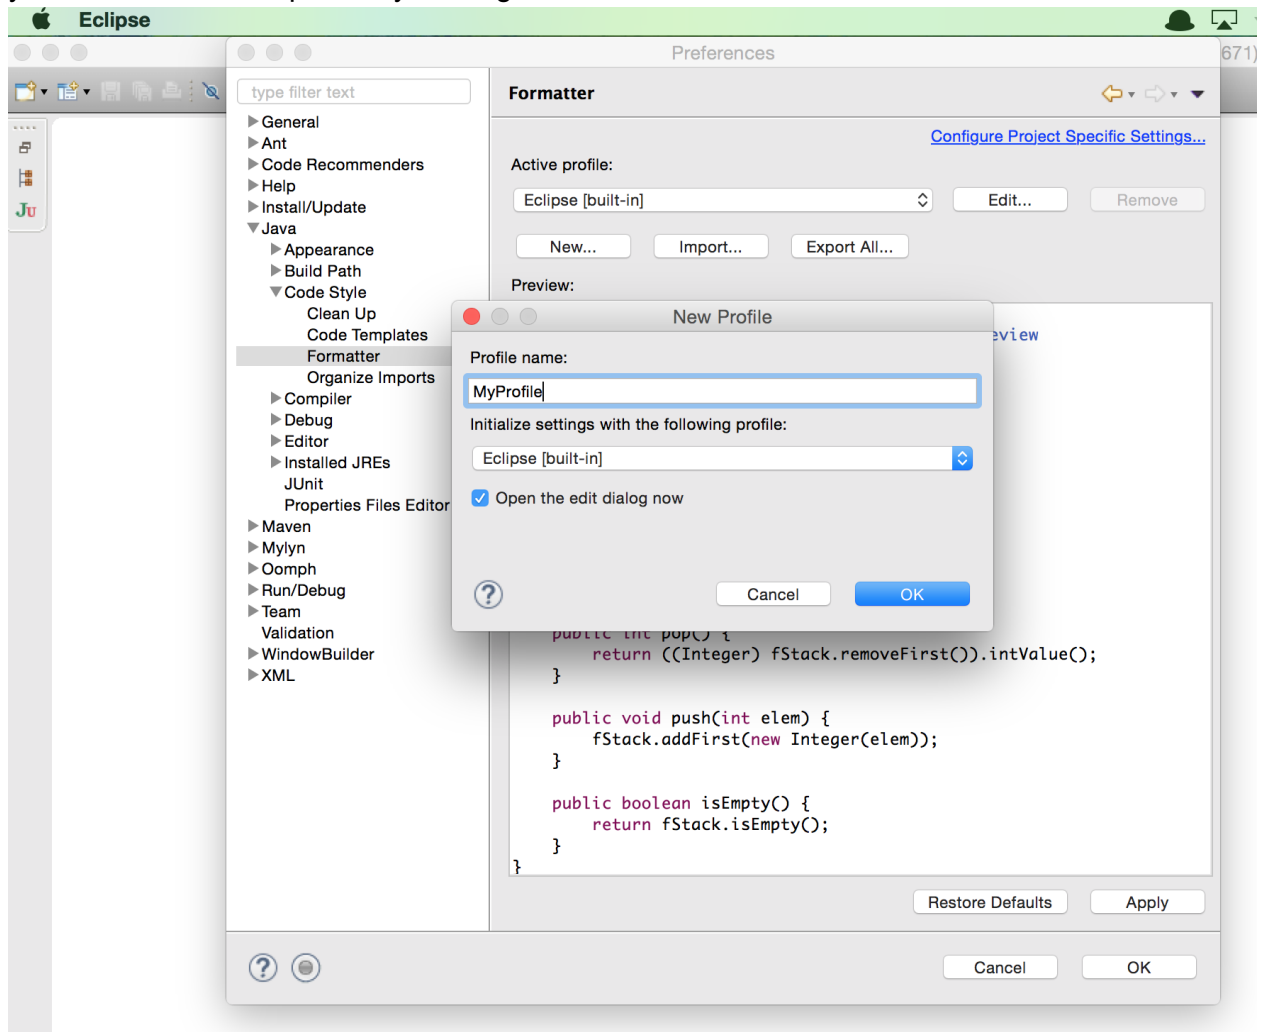 Eclipse
Preferences
671)
type filter text
Formatter
General
Ant
Code Recommenders
Help
Install/Update
Java
Appearance
Build Path
Code Style
Clean Up
Code Templates
Formatter
Organize Imports
Compiler
Debug
Editor
Installed JREs
JUnit
Properties Files Editor
Maven
Mylyn
Oomph
Run/Debug
Team
Validation
WindowBuilder
XML
Ju
Configure Project Specific Settings...
Active profile:
Eclipse [built-in]
Edit...
Remove
New...
Import...
Export All...
Preview:
eview
New Profile
Profile name:
MyProfile
Initialize settings with the following profile:
Eclipse [built-in]
Open the edit dialog now
?
Cancel
OK
public int pop() {
return ((Integer) fStack.removeFirst()).intValue();
}
public void push(int elem) {
fStack.addFirst(new Integer(elem));
}
public boolean isEmpty() {
return fStack.isEmpty();
}
}
Restore Defaults
Apply
?
Cancel
OK